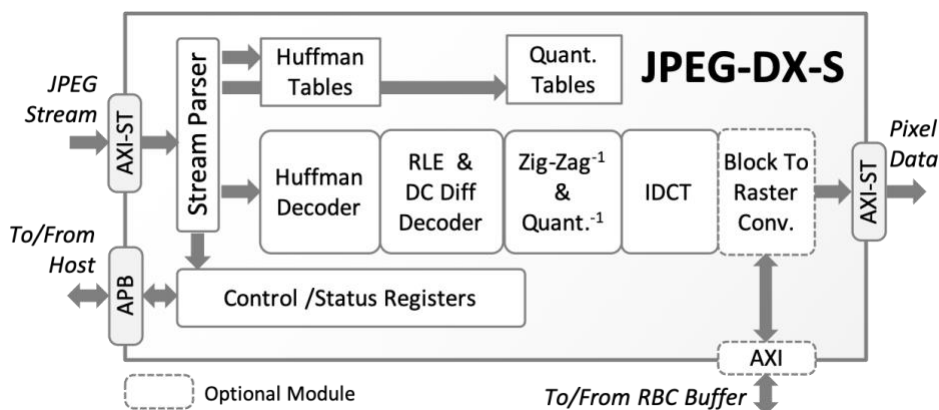 JPEG-DX-S
JPEG
Stream
AXI-ST
Stream Parser
Huffman
Tables
Quant.
Tables
Huffman
Decoder
RLE &
DC Diff
Decoder
Zig-Zag⁻¹
&
Quant.⁻¹
IDCT
Block To
Raster
Conv.
AXI-ST
Pixel
Data
To/From
Host
APB
Control /Status Registers
AXI
Optional Module
To/From RBC Buffer